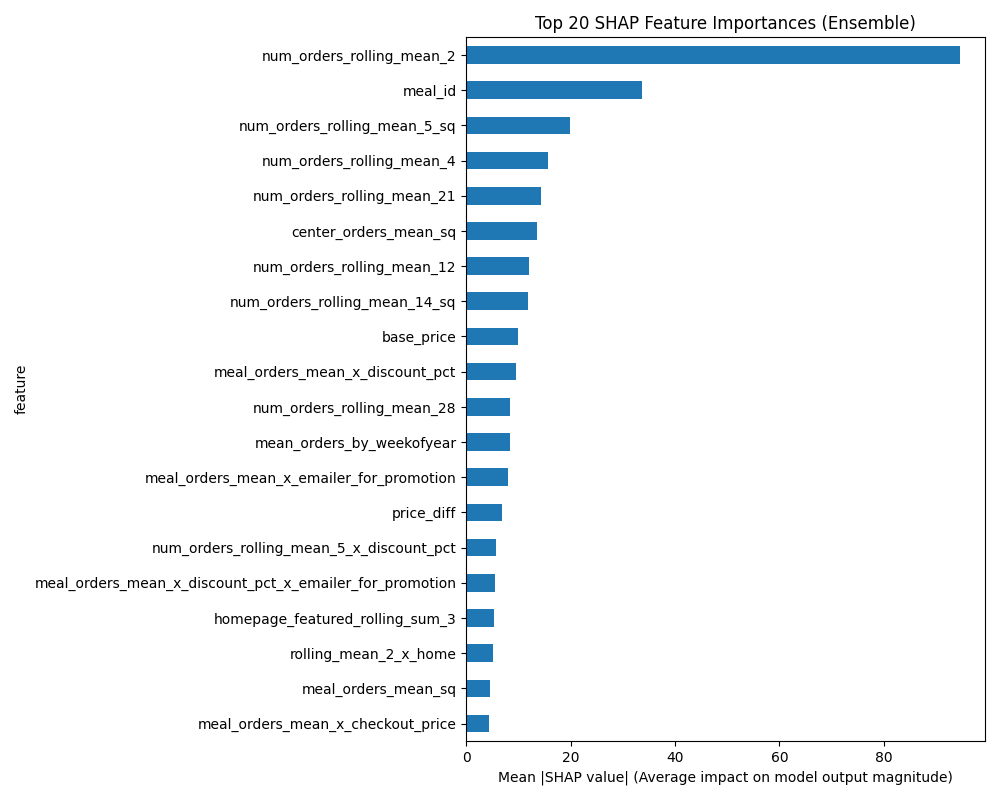 Top 20 SHAP Feature Importances (Ensemble)
num_orders_rolling_mean_2
meal_id
num_orders_rolling_mean_5_sq
num_orders_rolling_mean_4
num_orders_rolling_mean_21
center_orders_mean_sq
num_orders_rolling_mean_12
num_orders_rolling_mean_14_sq
base_price
meal_orders_mean_x_discount_pct
num_orders_rolling_mean_28
mean_orders_by_weekofyear
meal_orders_mean_x_emailer_for_promotion
price_diff
num_orders_rolling_mean_5_x_discount_pct
meal_orders_mean_x_discount_pct_x_emailer_for_promotion
homepage_featured_rolling_sum_3
rolling_mean_2_x_home
meal_orders_mean_sq
meal_orders_mean_x_checkout_price
feature
0 20 40 60 80
Mean |SHAP value| (Average impact on model output magnitude)